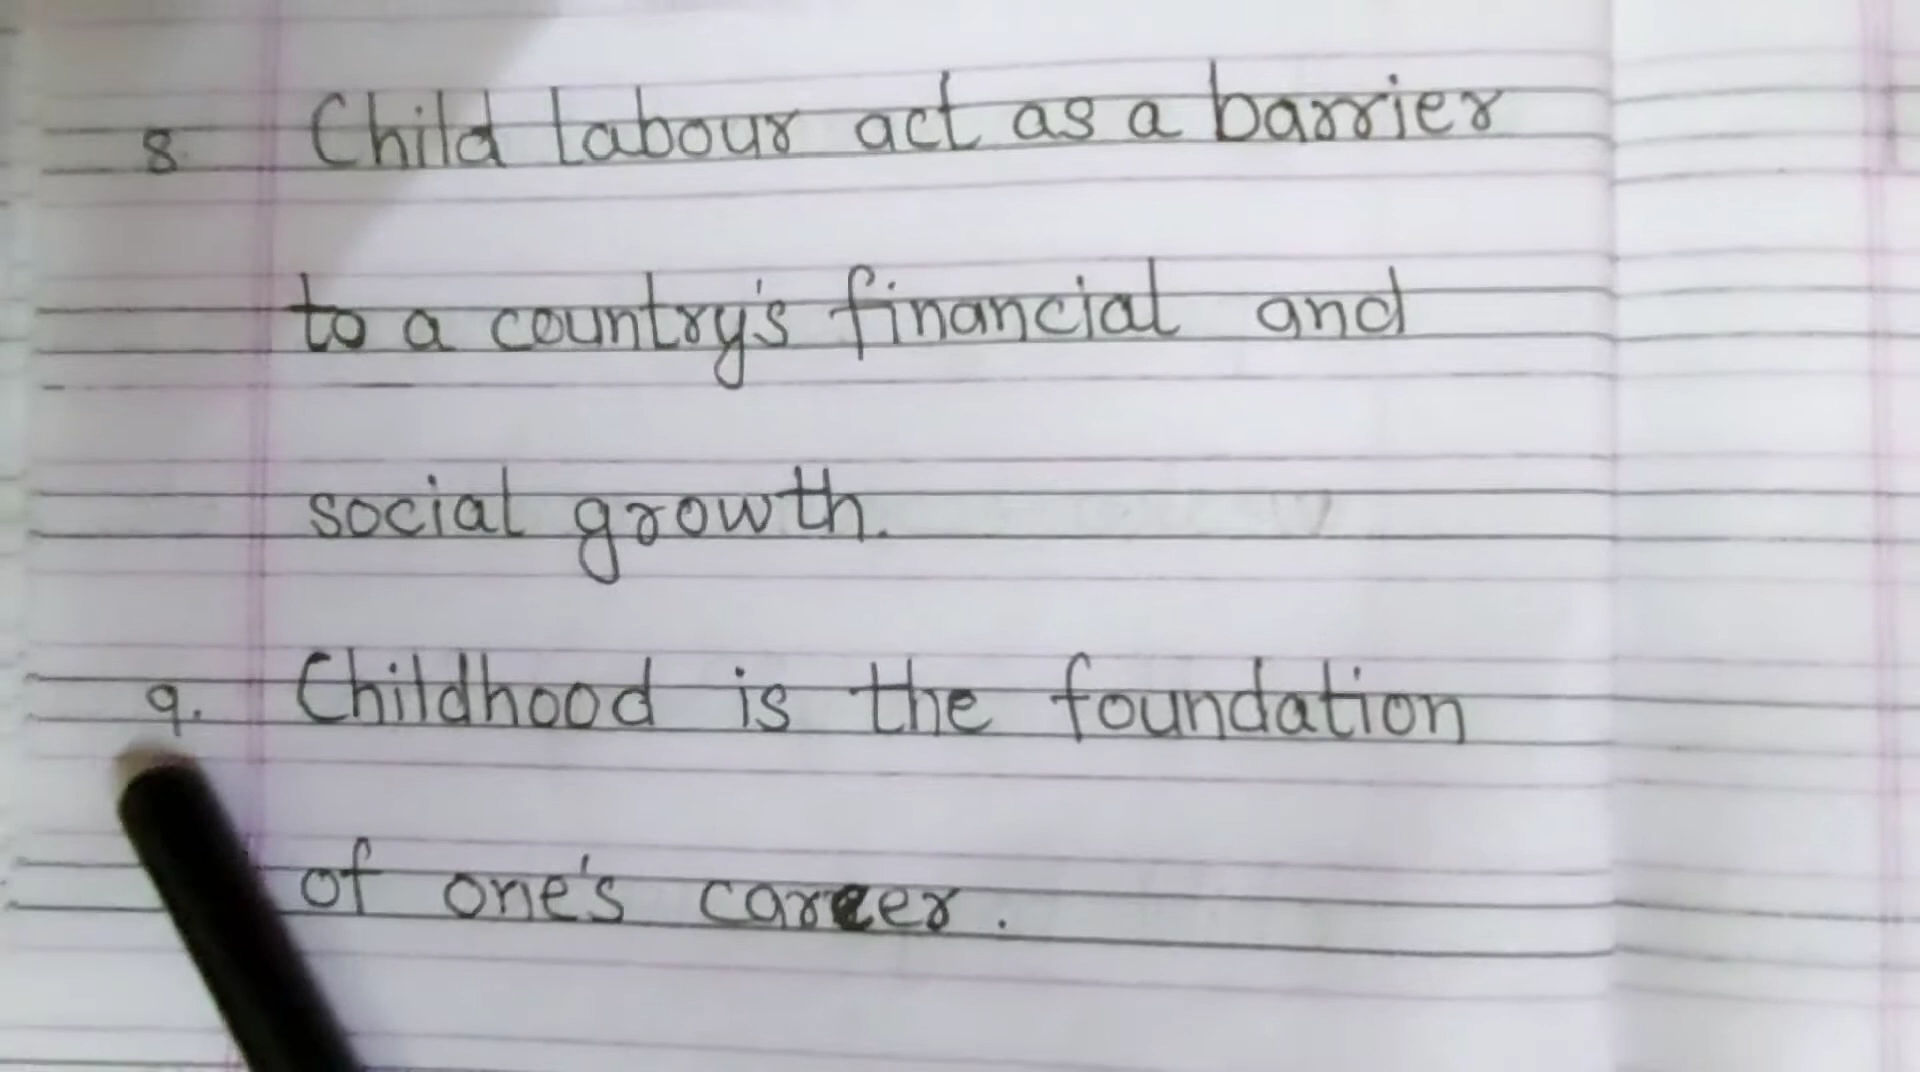 8. Child labour act as a barrier
to a country's financial and
social growth.
9. Childhood is the foundation
of one's career.